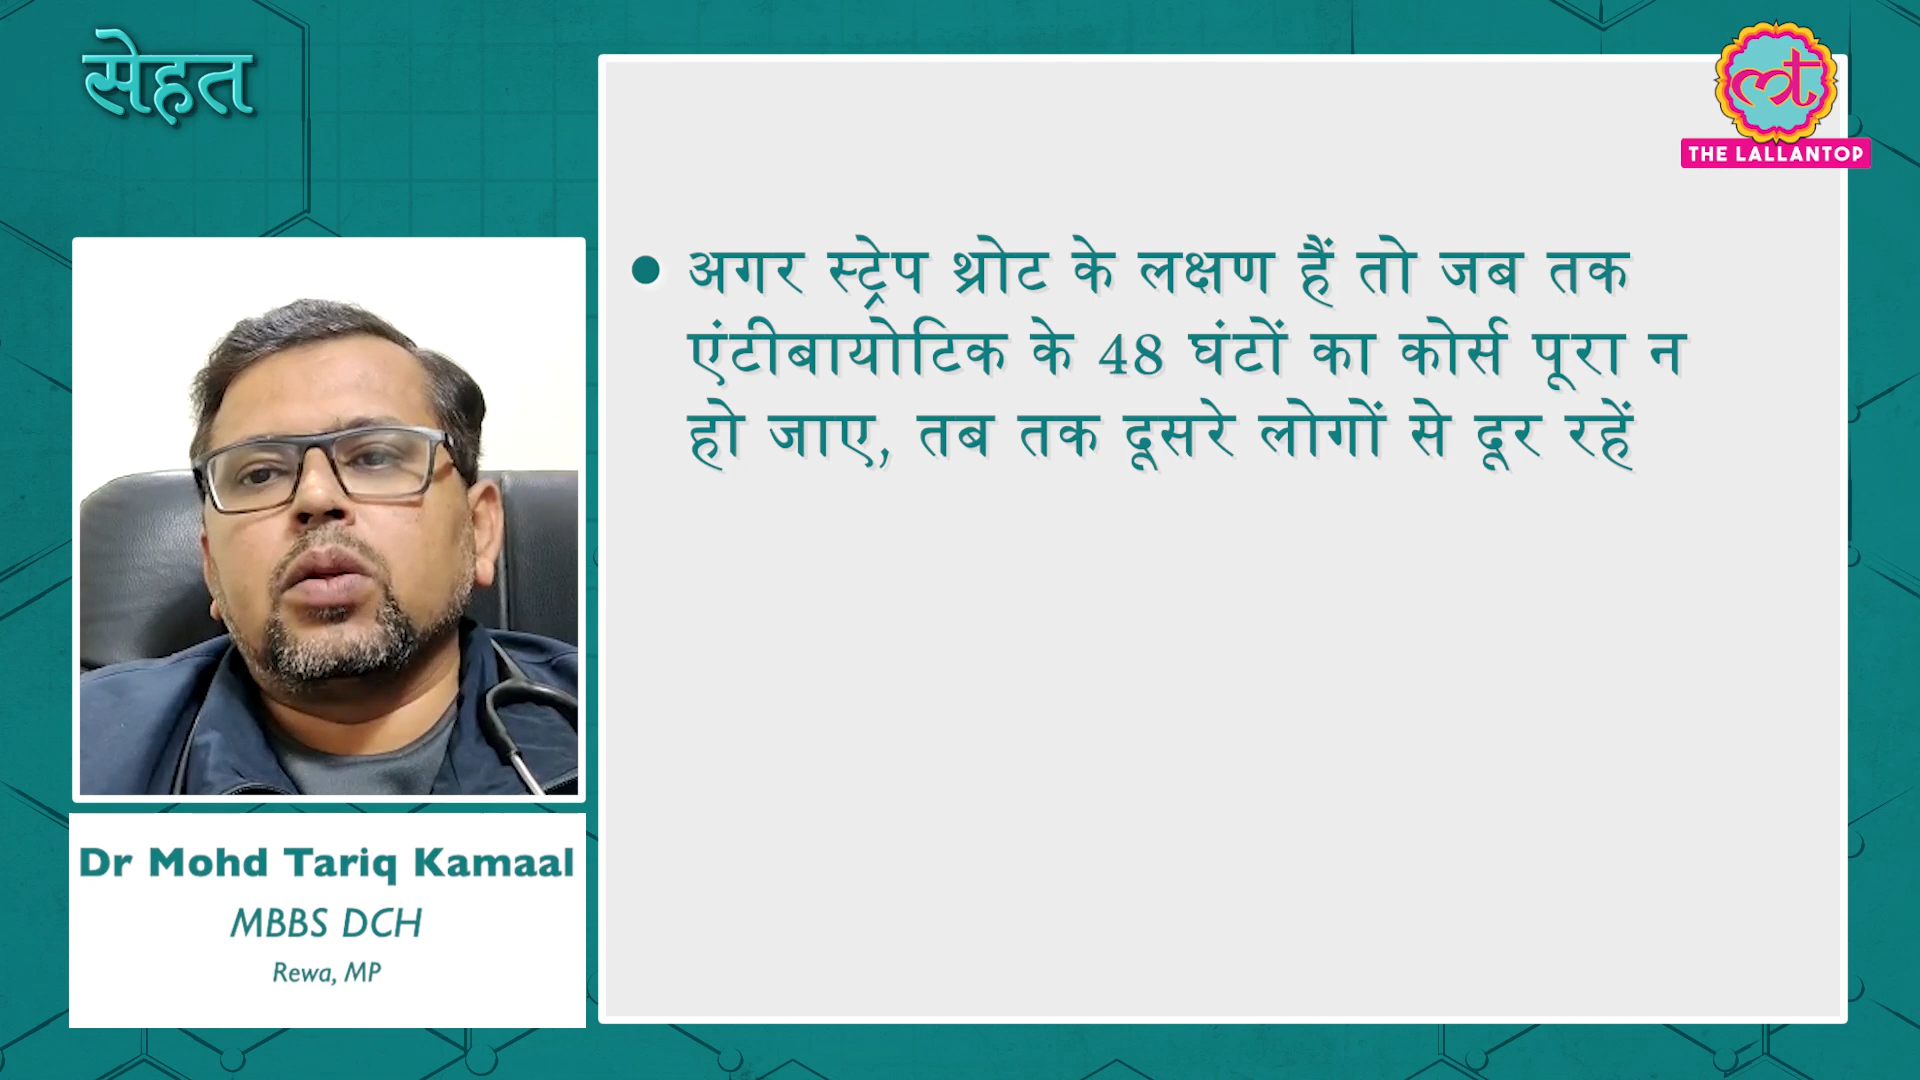 सेहत
THE LALLANTOP
• अगर स्ट्रेप थ्रोट के लक्षण हैं तो जब तक
एंटीबायोटिक के 48 घंटों का कोर्स पूरा न
हो जाए, तब तक दूसरे लोगों से दूर रहें
Dr Mohd Tariq Kamaal
MBBS DCH
Rewa, MP